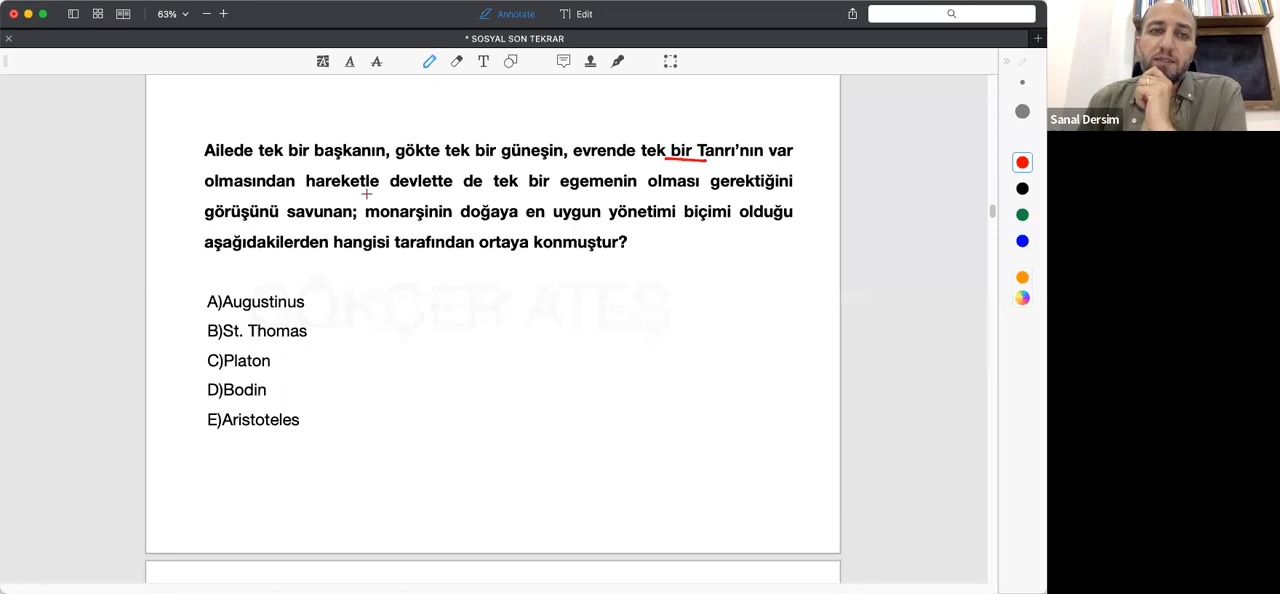 63%
Annotate
Edit
* SOSYAL SON TEKRAR
Ailede tek bir başkanın, gökte tek bir güneşin, evrende tek bir Tanrı’nın var
olmasından hareketle devlette de tek bir egemenin olması gerektiğini
görüşünü savunan; monarşinin doğaya en uygun yönetimi biçimi olduğu
aşağıdakilerden hangisi tarafından ortaya konmuştur?
GÖKÇER ATEŞ
A)Augustinus
B)St. Thomas
C)Platon
D)Bodin
E)Aristoteles
Sanal Dersim